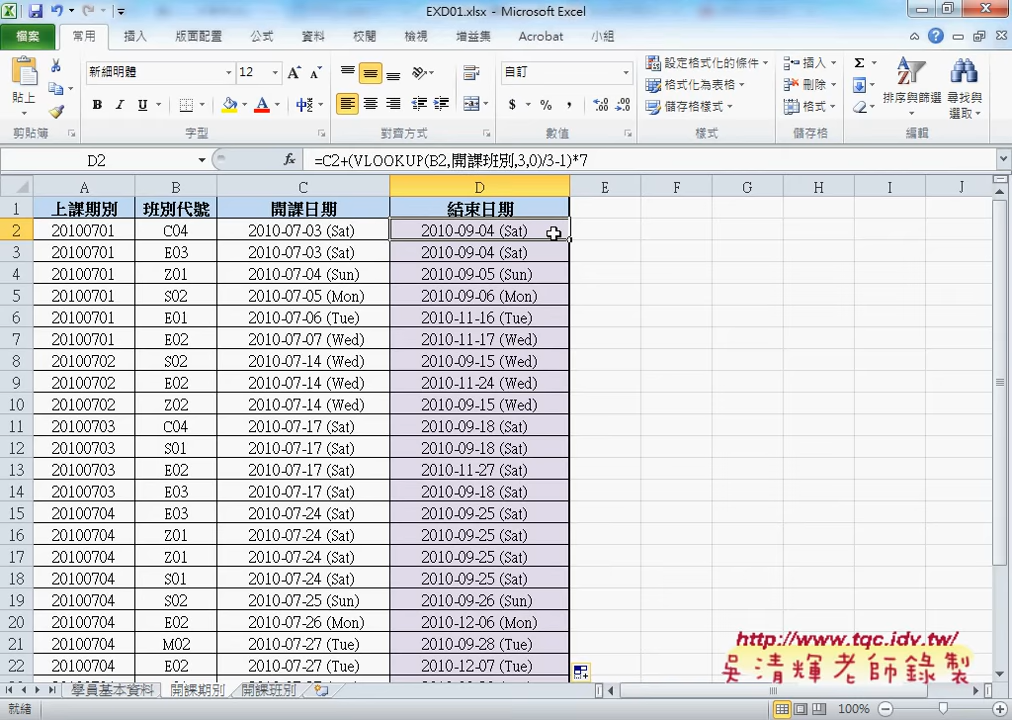 EXD01.xlsx - Microsoft Excel
檔案 常用 插入 版面配置 公式 資料 校閱 檢視 增益集 Acrobat 小組
貼上 新細明體 12 自訂 設定格式化的條件 插入 Σ
格式化為表格 刪除 排序與篩選 尋找與選取
B I U A 中 $ % , 儲存格樣式 格式
剪貼簿 字型 對齊方式 數值 樣式 儲存格 編輯
D2 fx =C2+(VLOOKUP(B2,開課班別,3,0)/3-1)*7
A B C D E F G H I J
1 上課期別 班別代號 開課日期 結束日期
2 20100701 C04 2010-07-03 (Sat) 2010-09-04 (Sat)
3 20100701 E03 2010-07-03 (Sat) 2010-09-04 (Sat)
4 20100701 Z01 2010-07-04 (Sun) 2010-09-05 (Sun)
5 20100701 S02 2010-07-05 (Mon) 2010-09-06 (Mon)
6 20100701 E01 2010-07-06 (Tue) 2010-11-16 (Tue)
7 20100701 E02 2010-07-07 (Wed) 2010-11-17 (Wed)
8 20100702 S02 2010-07-14 (Wed) 2010-09-15 (Wed)
9 20100702 E02 2010-07-14 (Wed) 2010-11-24 (Wed)
10 20100702 Z02 2010-07-14 (Wed) 2010-09-15 (Wed)
11 20100703 C04 2010-07-17 (Sat) 2010-09-18 (Sat)
12 20100703 S01 2010-07-17 (Sat) 2010-09-18 (Sat)
13 20100703 E02 2010-07-17 (Sat) 2010-11-27 (Sat)
14 20100703 E03 2010-07-17 (Sat) 2010-09-18 (Sat)
15 20100704 E03 2010-07-24 (Sat) 2010-09-25 (Sat)
16 20100704 Z01 2010-07-24 (Sat) 2010-09-25 (Sat)
17 20100704 Z01 2010-07-24 (Sat) 2010-09-25 (Sat)
18 20100704 S01 2010-07-24 (Sat) 2010-09-25 (Sat)
19 20100704 S02 2010-07-25 (Sun) 2010-09-26 (Sun)
20 20100704 E02 2010-07-26 (Mon) 2010-12-06 (Mon)
21 20100704 M02 2010-07-27 (Tue) 2010-09-28 (Tue)
22 20100704 E02 2010-07-27 (Tue) 2010-12-07 (Tue)
http://www.tqc.idv.tw/
吳清輝老師錄製
學員基本資料 開課期別 開課班別
就緒 100%